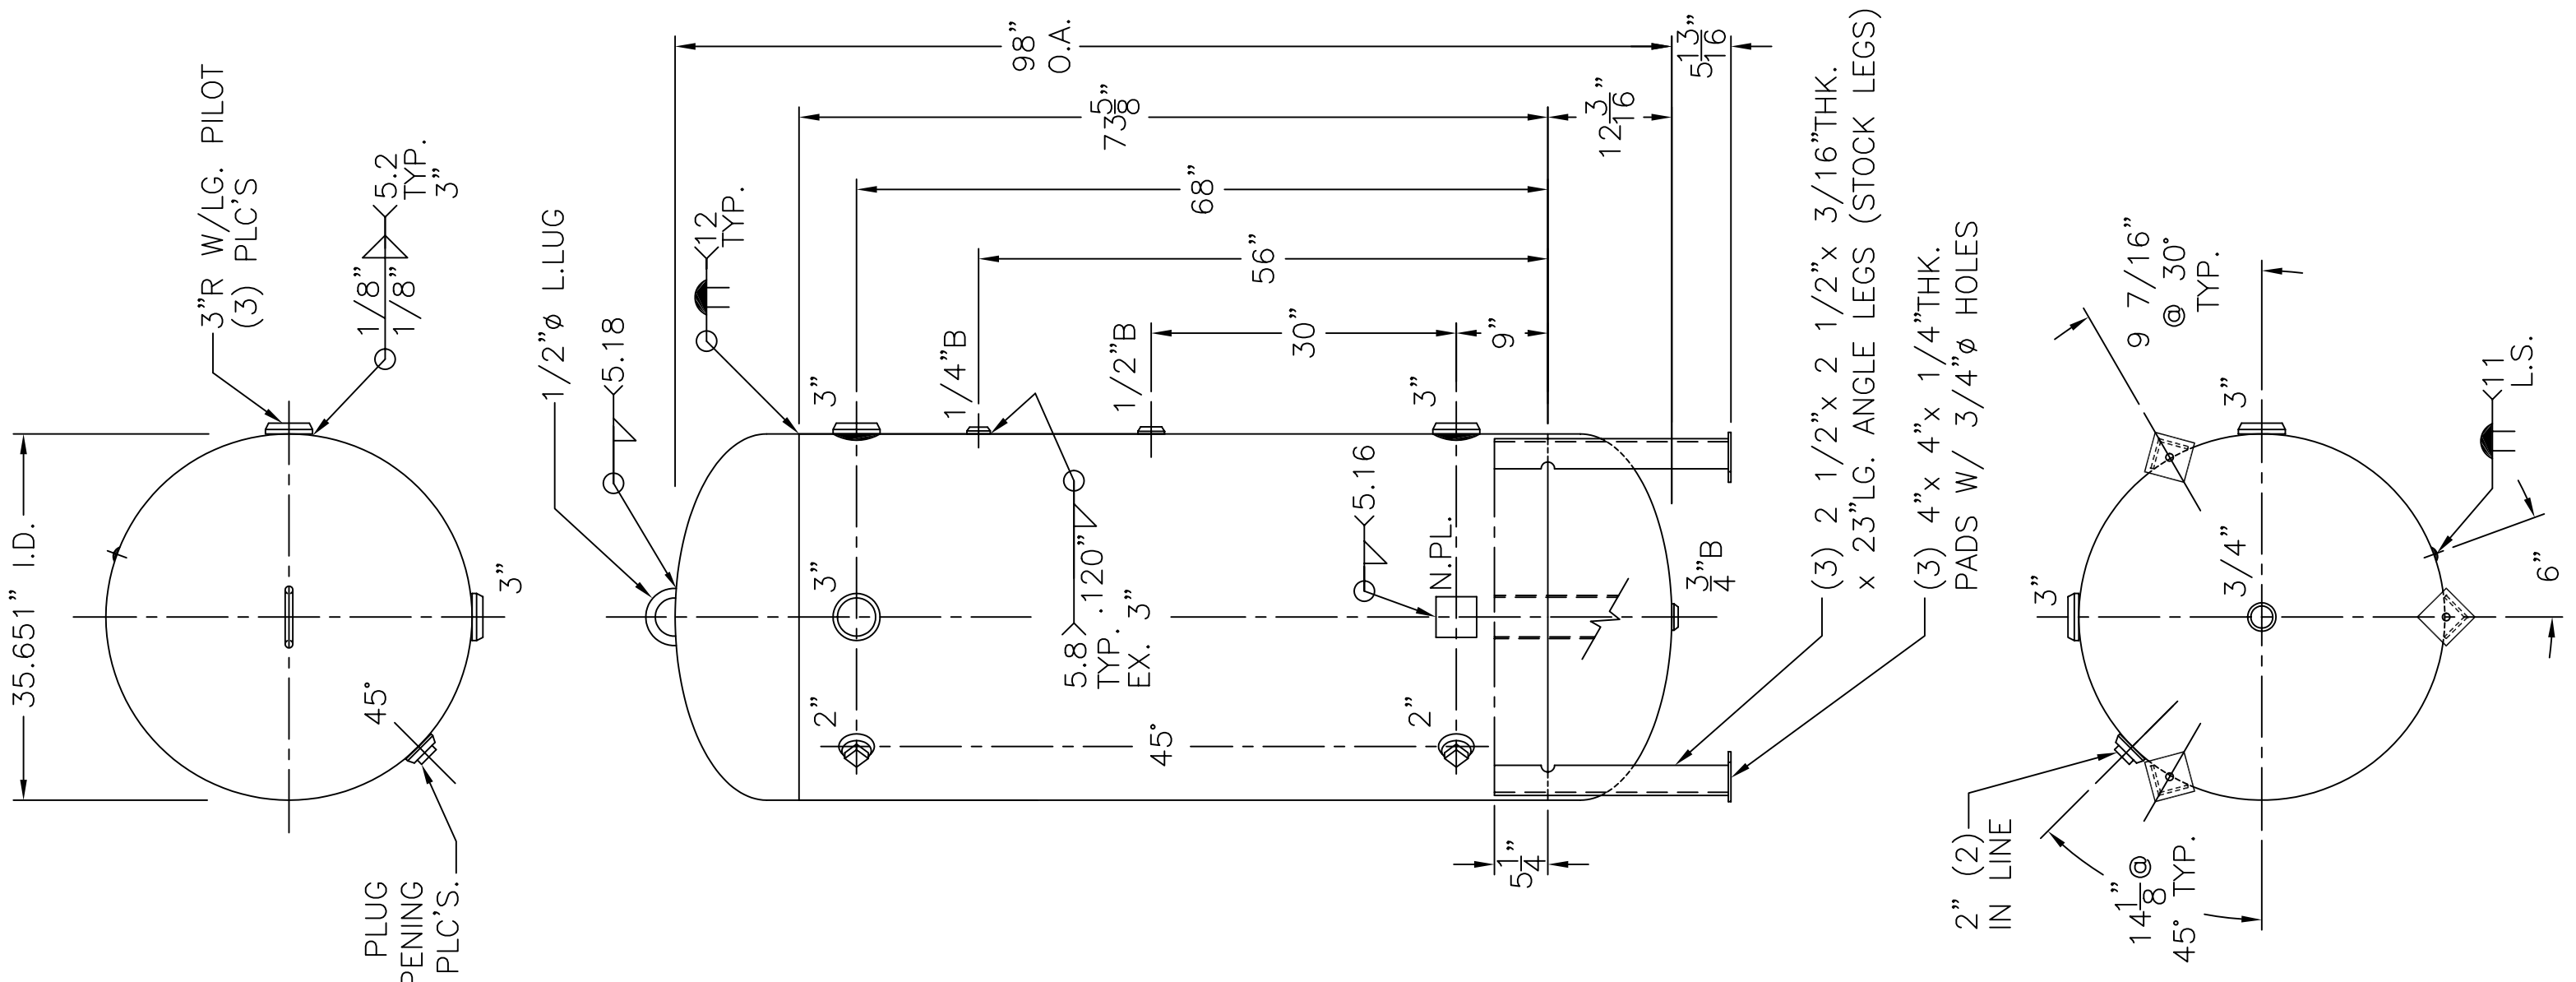 35.651” I.D.
3”R W/LG. PILOT
(3) PLC'S
5.2
TYP.
3”
1/8”
1/8”
3”
45°
PLUG
PENING
PLC'S.
1/2”ø L.LUG
5.18
12
TYP.
98”
O.A.
73 5/8”
68”
56”
30”
9”
12 3/16”
5 13/16”
3”
1/4”B
1/2”B
3”
3”
5.8
.120”
TYP.
EX. 3”
5.16
N.PL.
3/4”B
2”
2”
45°
5 1/4”
(3) 2 1/2”x 2 1/2”x 3/16”THK.
x 23”LG. ANGLE LEGS (STOCK LEGS)
(3) 4”x 4”x 1/4”THK.
PADS W/ 3/4”ø HOLES
9 7/16”
@ 30°
TYP.
3”
3”
3/4”
11
L.S.
6”
2” (2)
IN LINE
14 1/8” @
45° TYP.